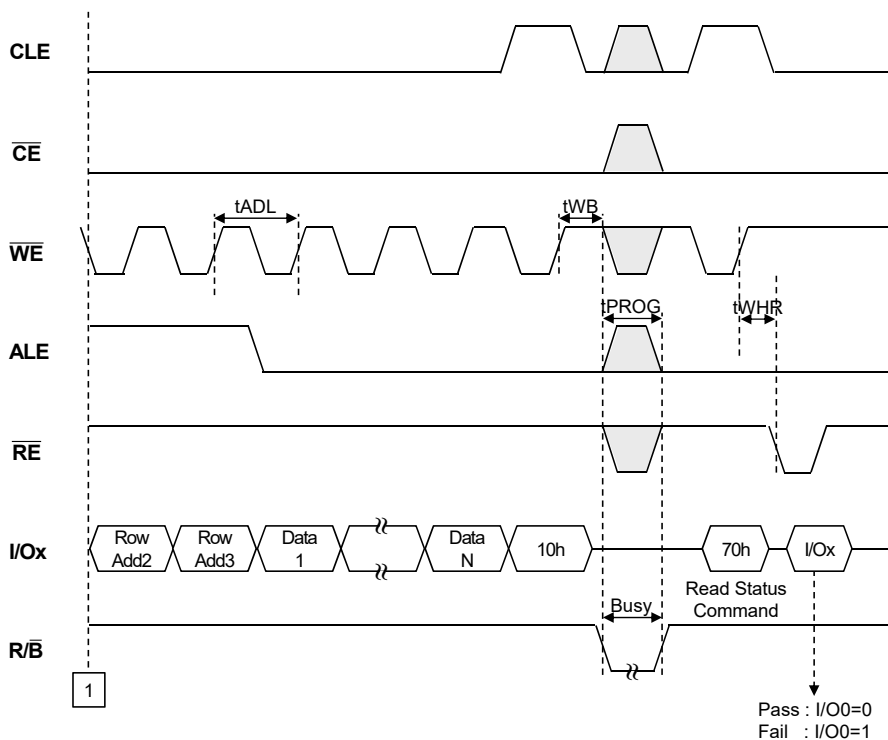 CLE
CE
tADL
tWB
WE
tPROG
tWHR
ALE
RE
I/Ox
Row
Add2
Row
Add3
Data
1
Data
N
10h
70h
I/Ox
Read Status
Command
Busy
R/B
1
Pass : I/O0=0
Fail : I/O0=1